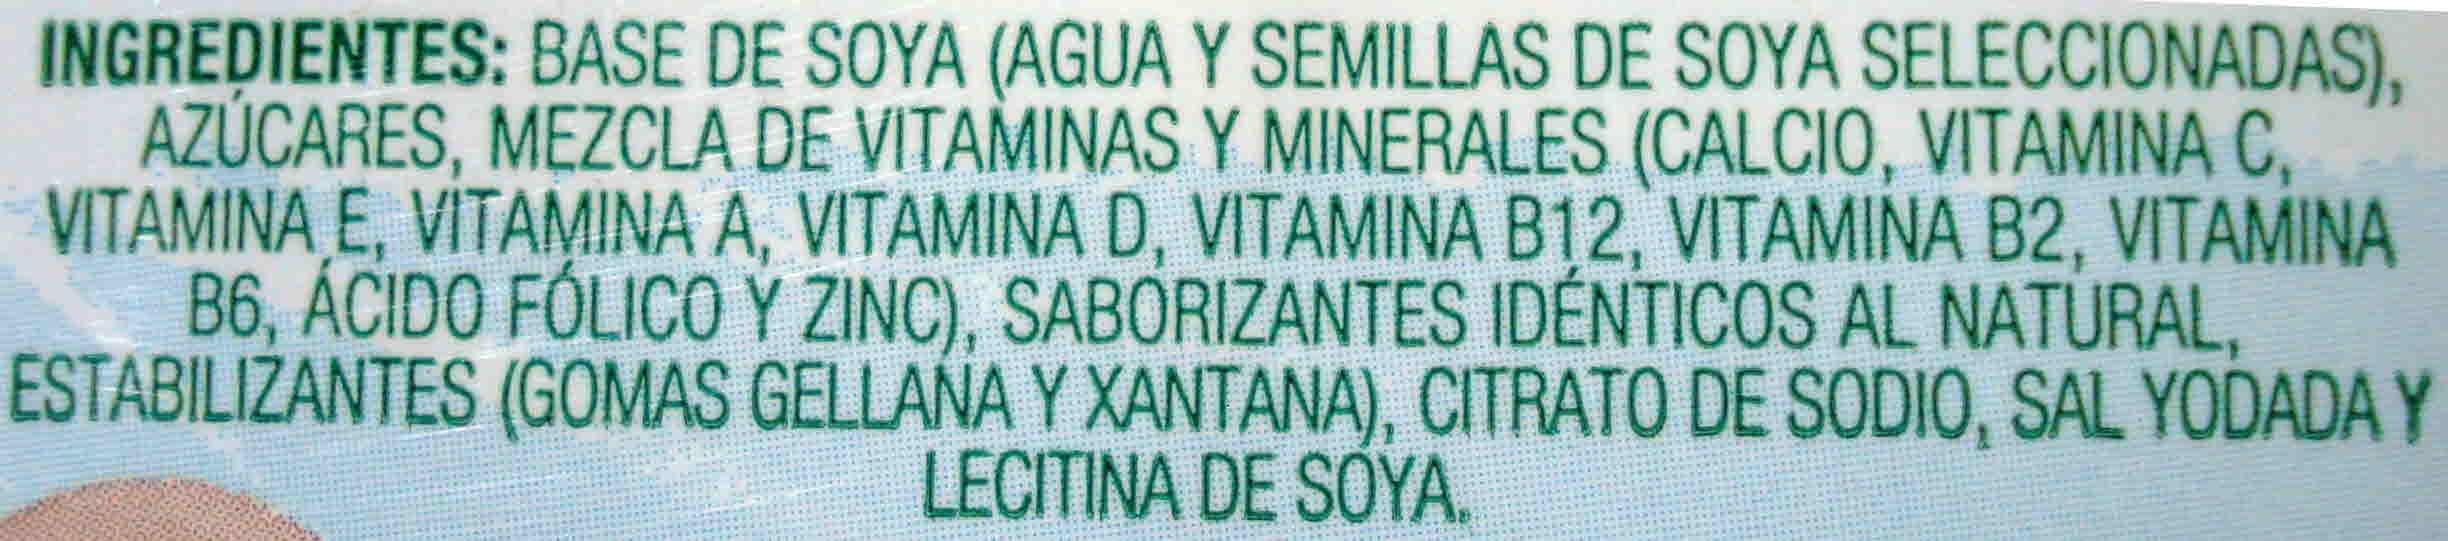 INGREDIENTES: BASE DE SOYA (AGUA Y SEMILLAS DE SOYA SELECCIONADAS),
AZÚCARES, MEZCLA DE VITAMINAS Y MINERALES (CALCIO, VITAMINA C,
VITAMINA E, VITAMINA A, VITAMINA D, VITAMINA B12, VITAMINA B2, VITAMINA
B6, ÁCIDO FÓLICO Y ZINC), SABORIZANTES IDÉNTICOS AL NATURAL,
ESTABILIZANTES (GOMAS GELLANA Y XANTANA), CITRATO DE SODIO, SAL YODADA Y
LECITINA DE SOYA.